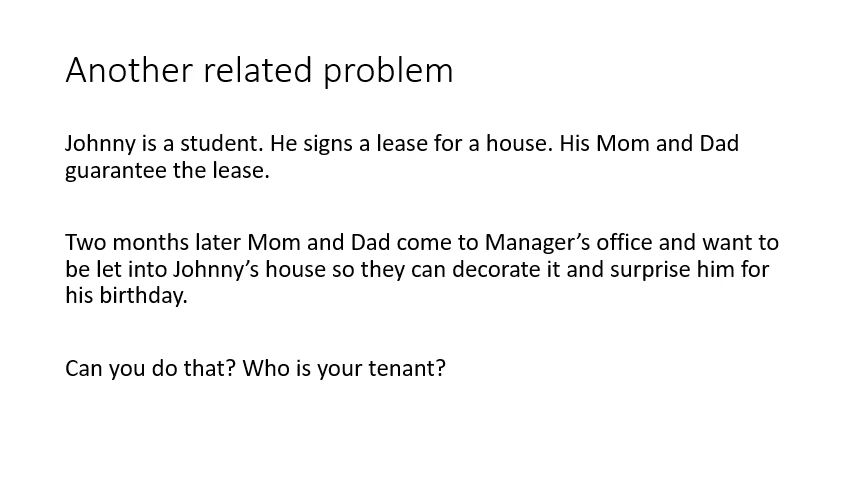 Another related problem
Johnny is a student. He signs a lease for a house. His Mom and Dad
guarantee the lease.
Two months later Mom and Dad come to Manager’s office and want to
be let into Johnny’s house so they can decorate it and surprise him for
his birthday.
Can you do that? Who is your tenant?